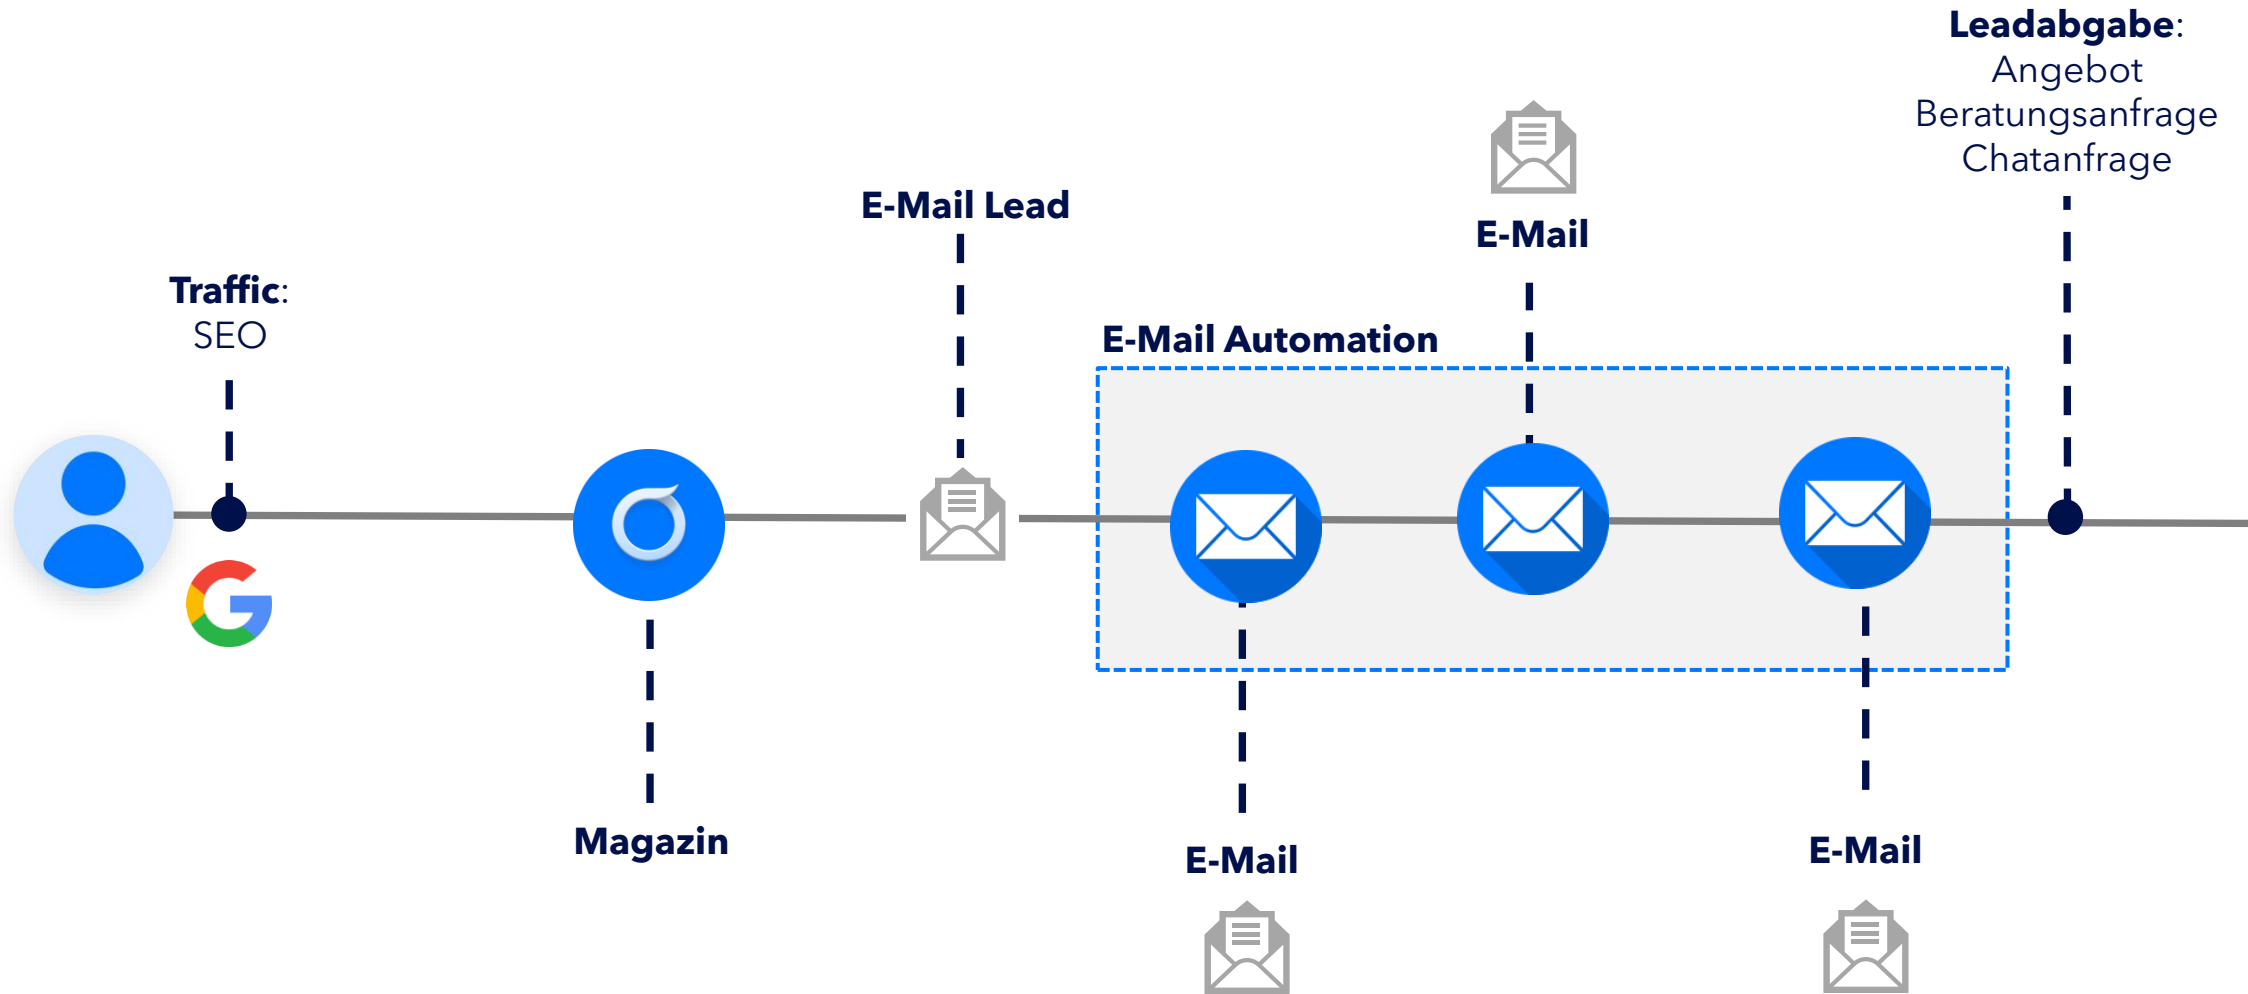 Traffic:
SEO
Magazin
E-Mail Lead
E-Mail Automation
E-Mail
E-Mail
E-Mail
Leadabgabe:
Angebot
Beratungsanfrage
Chatanfrage